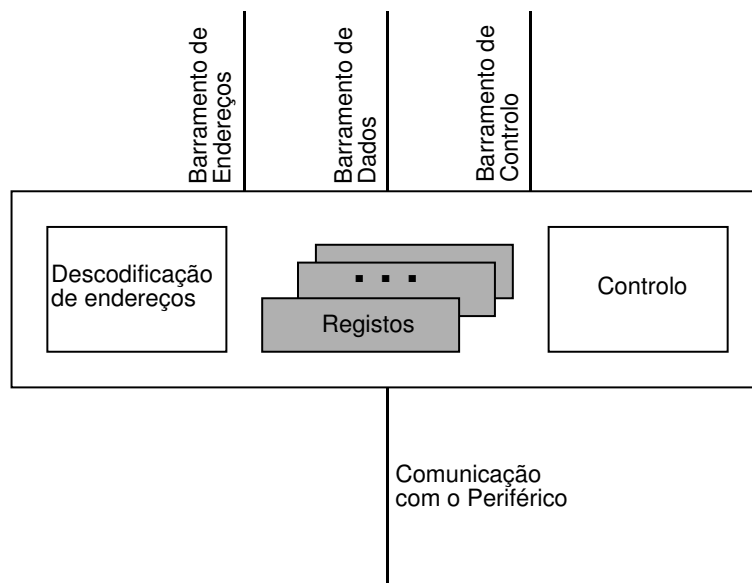 Barramento de
Endereços
Barramento de
Dados
Barramento de
Controlo
Descodificação
de endereços
Registos
Controlo
Comunicação
com o Periférico